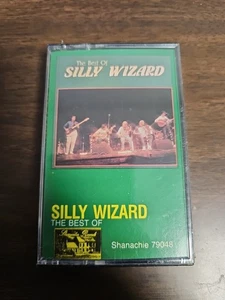 The Best Of
SILLY WIZARD
SILLY WIZARD
THE BEST OF
Shanachie 79048